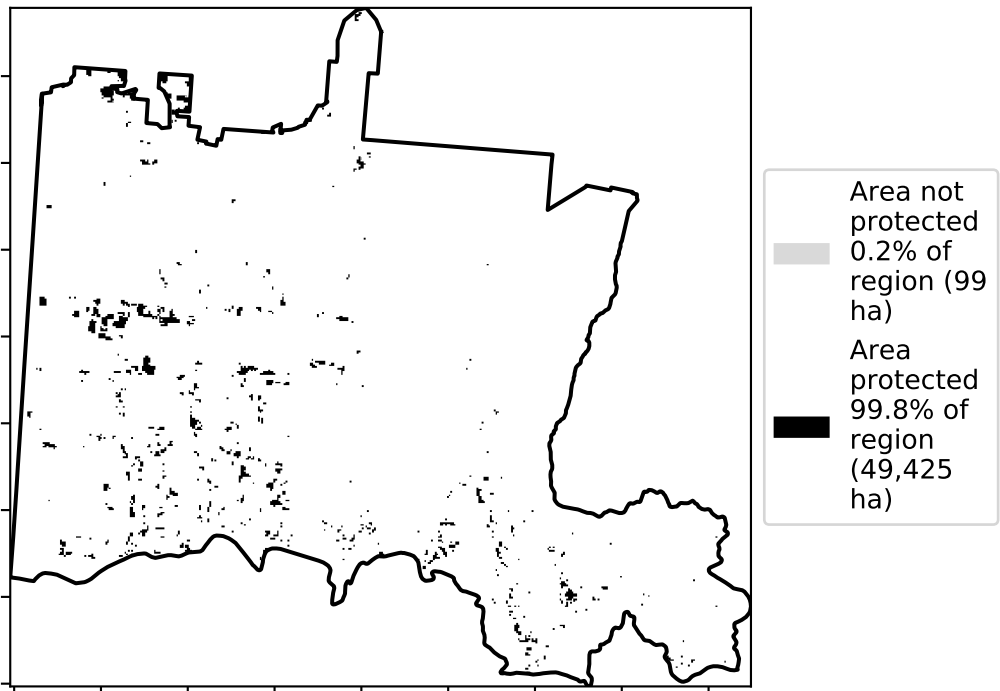 Area not
protected
0.2% of
region (99
ha)
Area
protected
99.8% of
region
(49,425
ha)